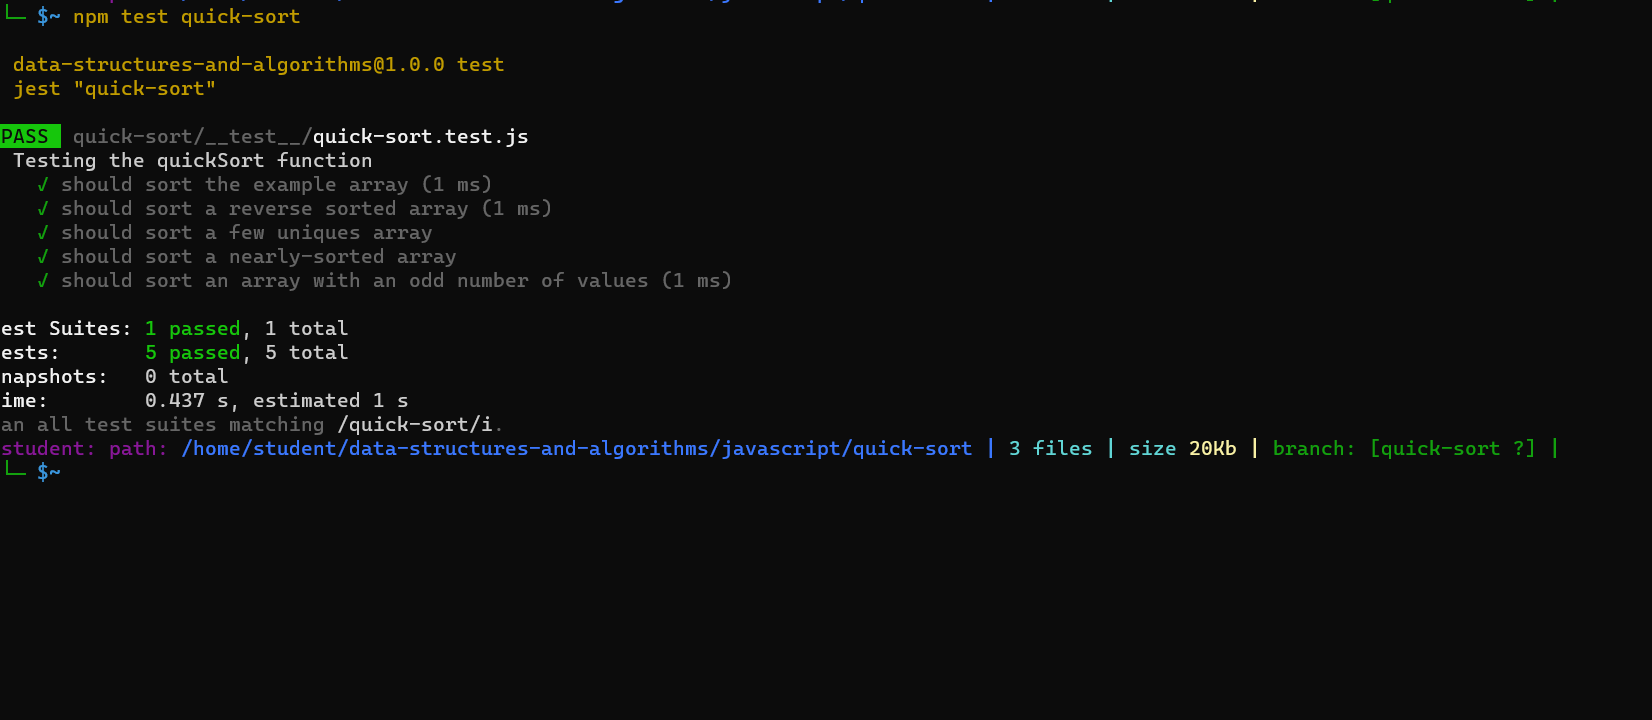 └─ $~ npm test quick-sort
data-structures-and-algorithms@1.0.0 test
jest "quick-sort"
PASS quick-sort/__test__/quick-sort.test.js
Testing the quickSort function
√ should sort the example array (1 ms)
√ should sort a reverse sorted array (1 ms)
√ should sort a few uniques array
√ should sort a nearly-sorted array
√ should sort an array with an odd number of values (1 ms)
est Suites: 1 passed, 1 total
ests: 5 passed, 5 total
napshots: 0 total
ime: 0.437 s, estimated 1 s
an all test suites matching /quick-sort/i.
student: path: /home/student/data-structures-and-algorithms/javascript/quick-sort | 3 files | size 20Kb | branch: [quick-sort ?] |
└─ $~